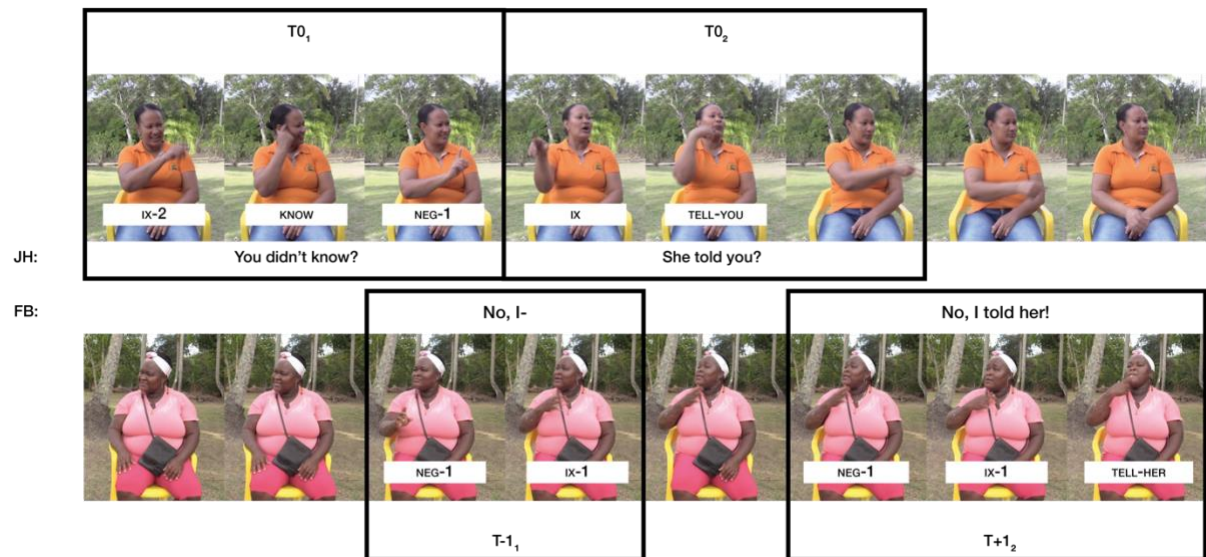 T0₁ T0₂
IX-2 KNOW NEG-1 IX TELL-YOU
JH: You didn't know? She told you?
FB: No, I- No, I told her!
NEG-1 IX-1 NEG-1 IX-1 TELL-HER
T-1₁ T+1₂